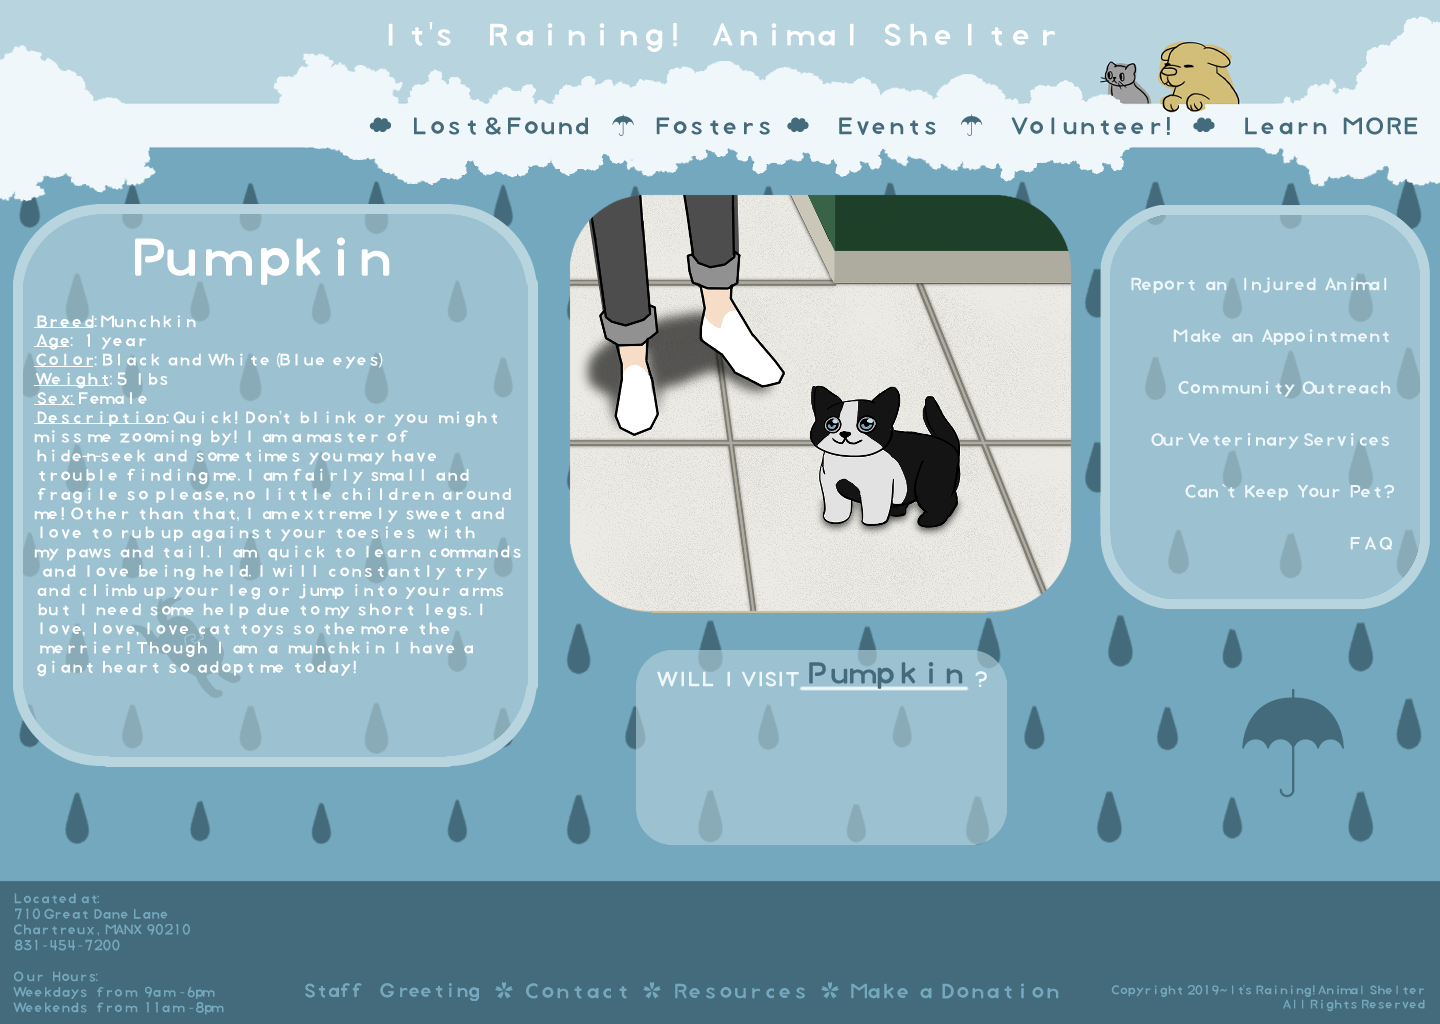 It's Raining! Animal Shelter
Lost&Found Fosters Events Volunteer! Learn MORE
Pumpkin
Breed: Munchkin
Age: 1 year
Color: Black and White (Blue eyes)
Weight: 5 lbs
Sex: Female
Description: Quick! Don't blink or you might
miss me zooming by! I am a master of
hide-n-seek and sometimes you may have
trouble finding me. I am fairly small and
fragile so please, no little children around
me! Other than that, I am extremely sweet and
love to rub up against your toesies with
my paws and tail. I am quick to learn commands
and love being held. I will constantly try
and climb up your leg or jump into your arms
but I need some help due to my short legs. I
love, love, love cat toys so the more the
merrier! Though I am a munchkin I have a
giant heart so adopt me today!
WILL I VISIT Pumpkin ?
Report an Injured Animal
Make an Appointment
Community Outreach
Our Veterinary Services
Can't Keep Your Pet?
FAQ
Located at:
710 Great Dane Lane
Chartreux, MANX 90210
831-454-7200
Our Hours:
Weekdays from 9am-6pm
Weekends from 11am-8pm
Staff Greeting Contact Resources Make a Donation
Copyright 2019~It's Raining! Animal Shelter
All Rights Reserved